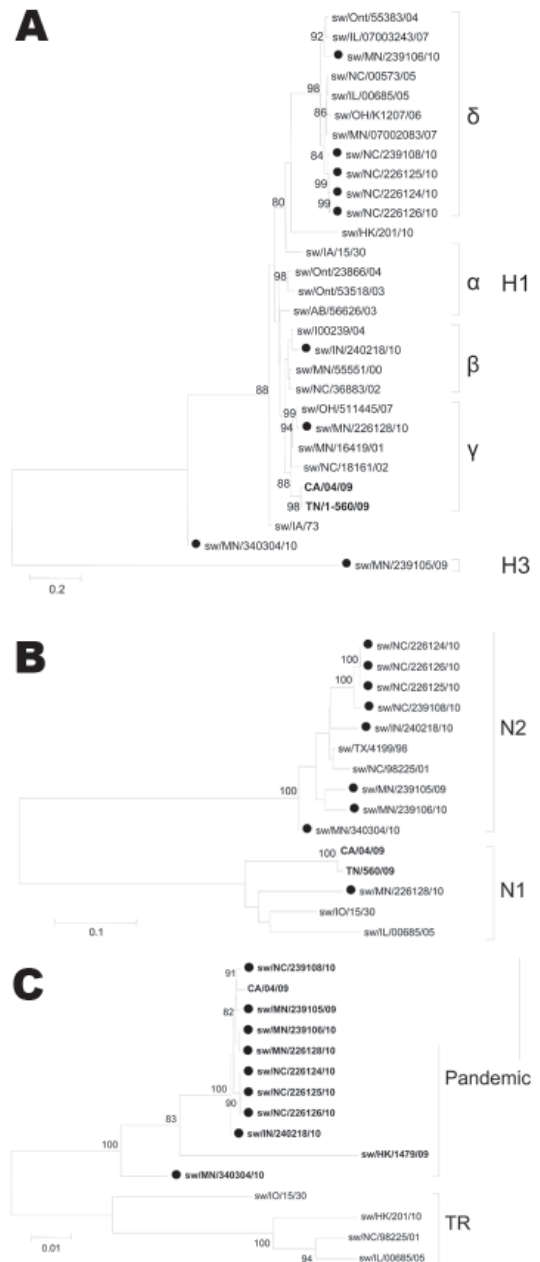 A
sw/Ont/55383/04
92
sw/IL/07003243/07
sw/MN/239106/10
sw/NC/00573/05
98
sw/IL/00685/05
86
sw/OH/K1207/06
δ
sw/MN/07002083/07
84
sw/NC/239108/10
sw/NC/226125/10
99
sw/NC/226124/10
99
sw/NC/226126/10
80
sw/HK/201/10
sw/IA/15/30
98
sw/Ont/23866/04
α H1
sw/Ont/53518/03
sw/AB/56626/03
sw/I00239/04
sw/IN/240218/10
β
sw/MN/55551/00
88
sw/NC/36883/02
99
sw/OH/511445/07
94
sw/MN/226128/10
sw/MN/16419/01
γ
sw/NC/18161/02
88
CA/04/09
98
TN/1-560/09
sw/IA/73
sw/MN/340304/10
sw/MN/239105/09
H3
0.2
B
sw/NC/226124/10
100
sw/NC/226126/10
100
sw/NC/226125/10
sw/NC/239108/10
sw/IN/240218/10
N2
sw/TX/4199/98
sw/NC/98225/01
100
sw/MN/239105/09
sw/MN/239106/10
sw/MN/340304/10
100
CA/04/09
TN/560/09
sw/MN/226128/10
N1
sw/IO/15/30
0.1
sw/IL/00685/05
C
91
sw/NC/239108/10
CA/04/09
82
sw/MN/239105/09
sw/MN/239106/10
sw/MN/226128/10
Pandemic
100
sw/NC/226124/10
sw/NC/226125/10
90
sw/NC/226126/10
83
sw/IN/240218/10
100
sw/HK/1479/09
sw/MN/340304/10
sw/IO/15/30
sw/HK/201/10
TR
100
sw/NC/98225/01
0.01
94
sw/IL/00685/05